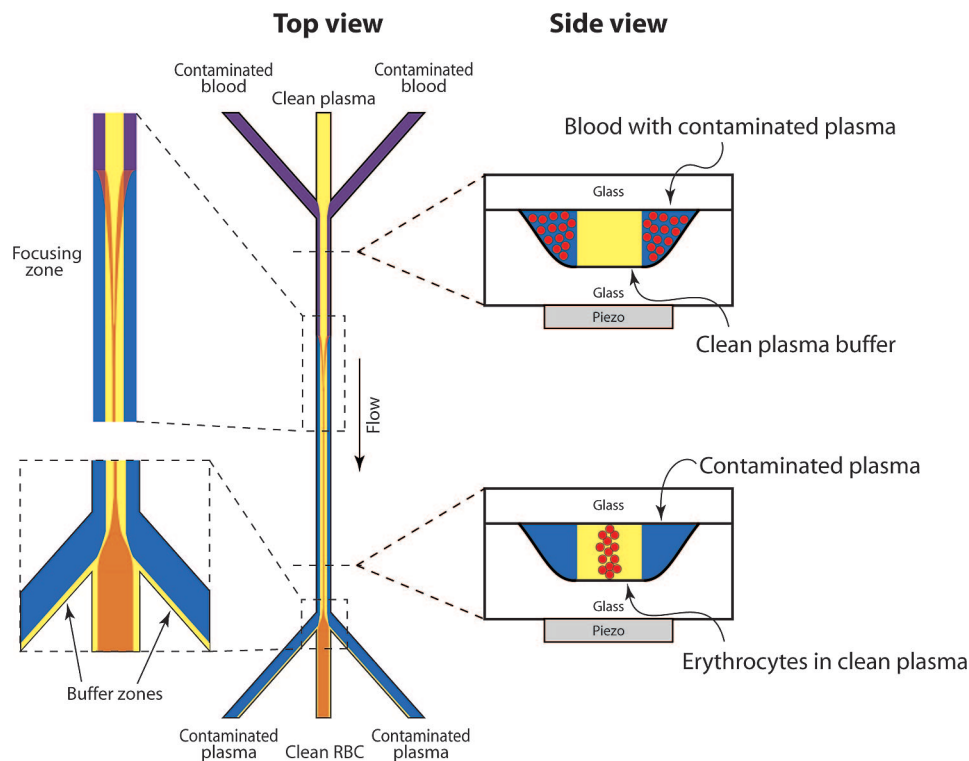 Top view
Side view
Contaminated
blood
Contaminated
blood
Clean plasma
Focusing
zone
Flow
Buffer zones
Contaminated
plasma
Clean RBC
Contaminated
plasma
Blood with contaminated plasma
Glass
Glass
Piezo
Clean plasma buffer
Contaminated plasma
Glass
Glass
Piezo
Erythrocytes in clean plasma